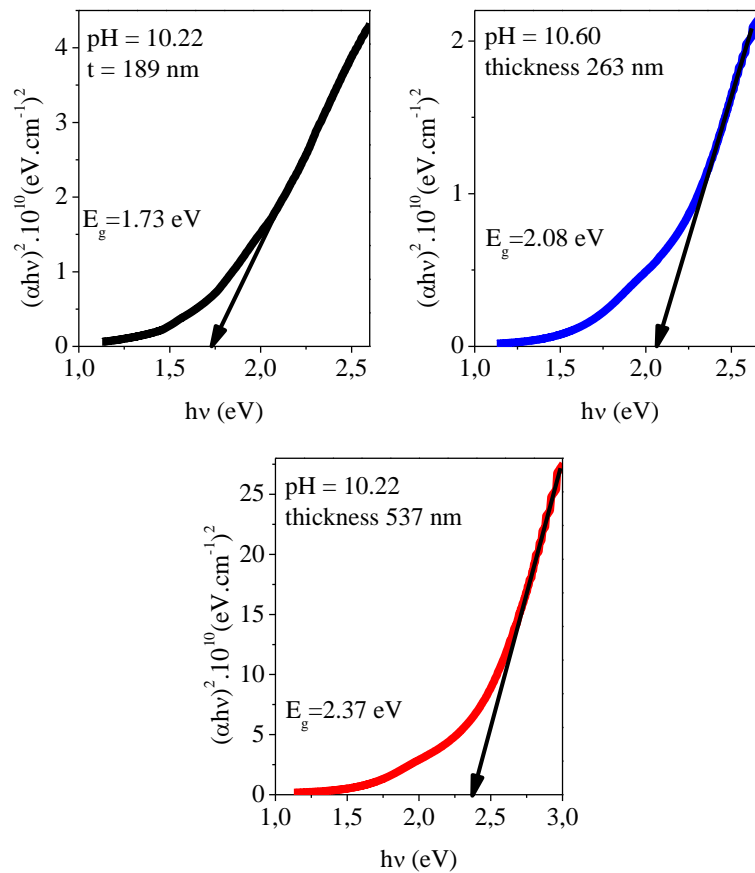 pH = 10.22
t = 189 nm
E_g=1.73 eV
(αhν)².10¹⁰(eV.cm⁻¹)²
4
3
2
1
0
1,0 1,5 2,0 2,5
hν (eV)
pH = 10.60
thickness 263 nm
E_g=2.08 eV
(αhν)².10¹⁰(eV.cm⁻¹)²
2
1
0
1,0 1,5 2,0 2,5
hν (eV)
pH = 10.22
thickness 537 nm
E_g=2.37 eV
(αhν)².10¹⁰(eV.cm⁻¹)²
25
20
15
10
5
0
1,0 1,5 2,0 2,5 3,0
hν (eV)